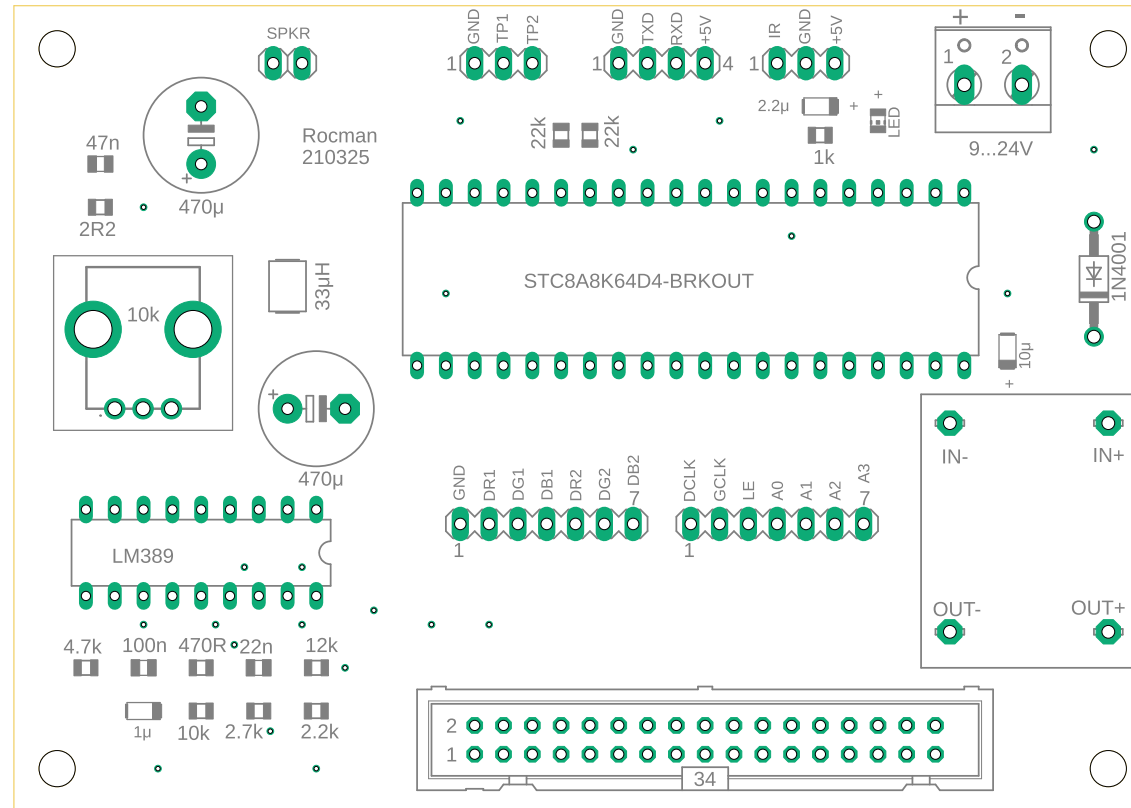 SPKR
GND
TP1
TP2
1
GND
TXD
RXD
+5V
1
4
IR
GND
+5V
1
+ -
1 2
9...24V
2.2µ
+
+
LED
1k
22k
22k
Rocman
210325
47n
2R2
+
470µ
10k
33µH
STC8A8K64D4-BRKOUT
1N4001
10µ
+
+
470µ
IN-
IN+
OUT-
OUT+
GND
DR1
DG1
DB1
DR2
DG2
DB2
1
DCLK
GCLK
LE
A0
A1
A2
A3
1
LM389
4.7k
100n
470R
22n
12k
1µ
10k
2.7k
2.2k
2
1
34